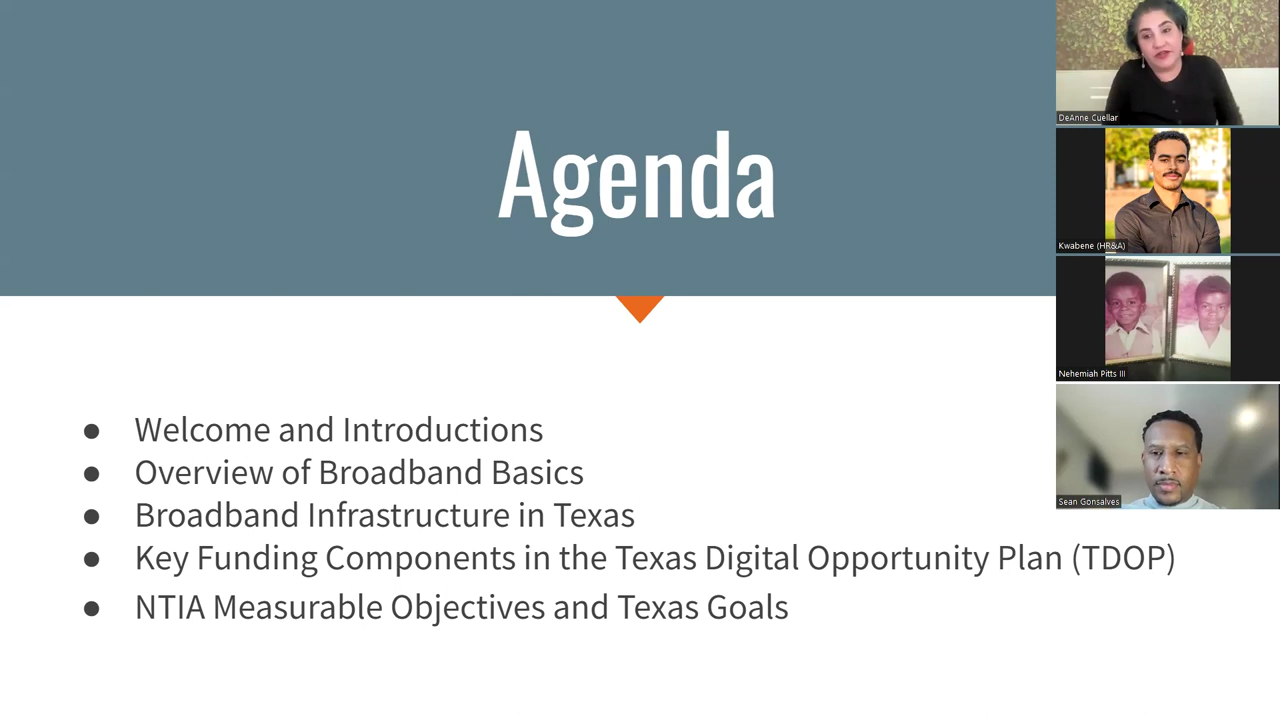 Agenda
● Welcome and Introductions
● Overview of Broadband Basics
● Broadband Infrastructure in Texas
● Key Funding Components in the Texas Digital Opportunity Plan (TDOP)
● NTIA Measurable Objectives and Texas Goals
DeAnne Cuellar
Kwabene (HR&A)
Nehemiah Pitts III
Sean Gonsalves